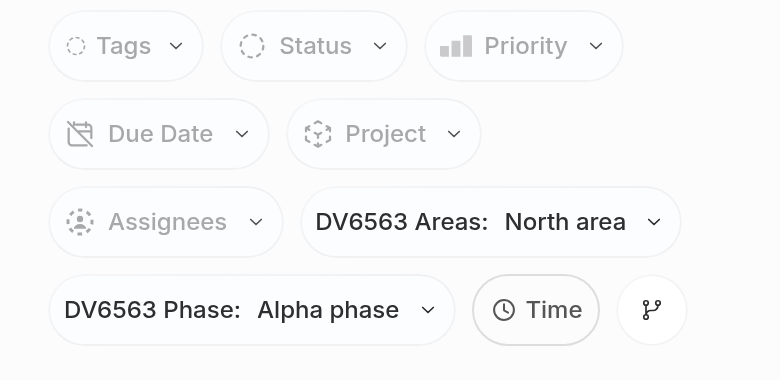 Tags Status Priority
Due Date Project
Assignees DV6563 Areas: North area
DV6563 Phase: Alpha phase Time